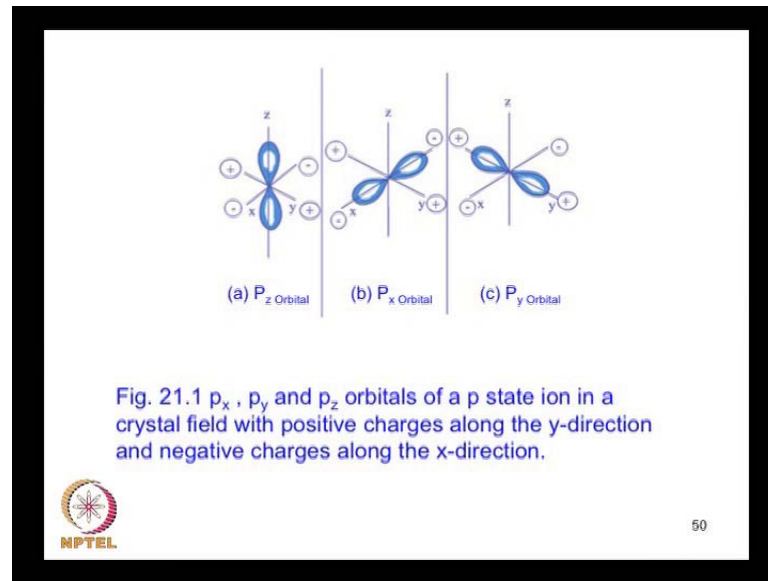 z
z
z
+
-
+
-
+
-
-
x
y
+
x
y
+
-
x
-
y
+
(a) Pz Orbital
(b) Px Orbital
(c) Py Orbital
Fig. 21.1 px , py and pz orbitals of a p state ion in a
crystal field with positive charges along the y-direction
and negative charges along the x-direction.
NPTEL
50